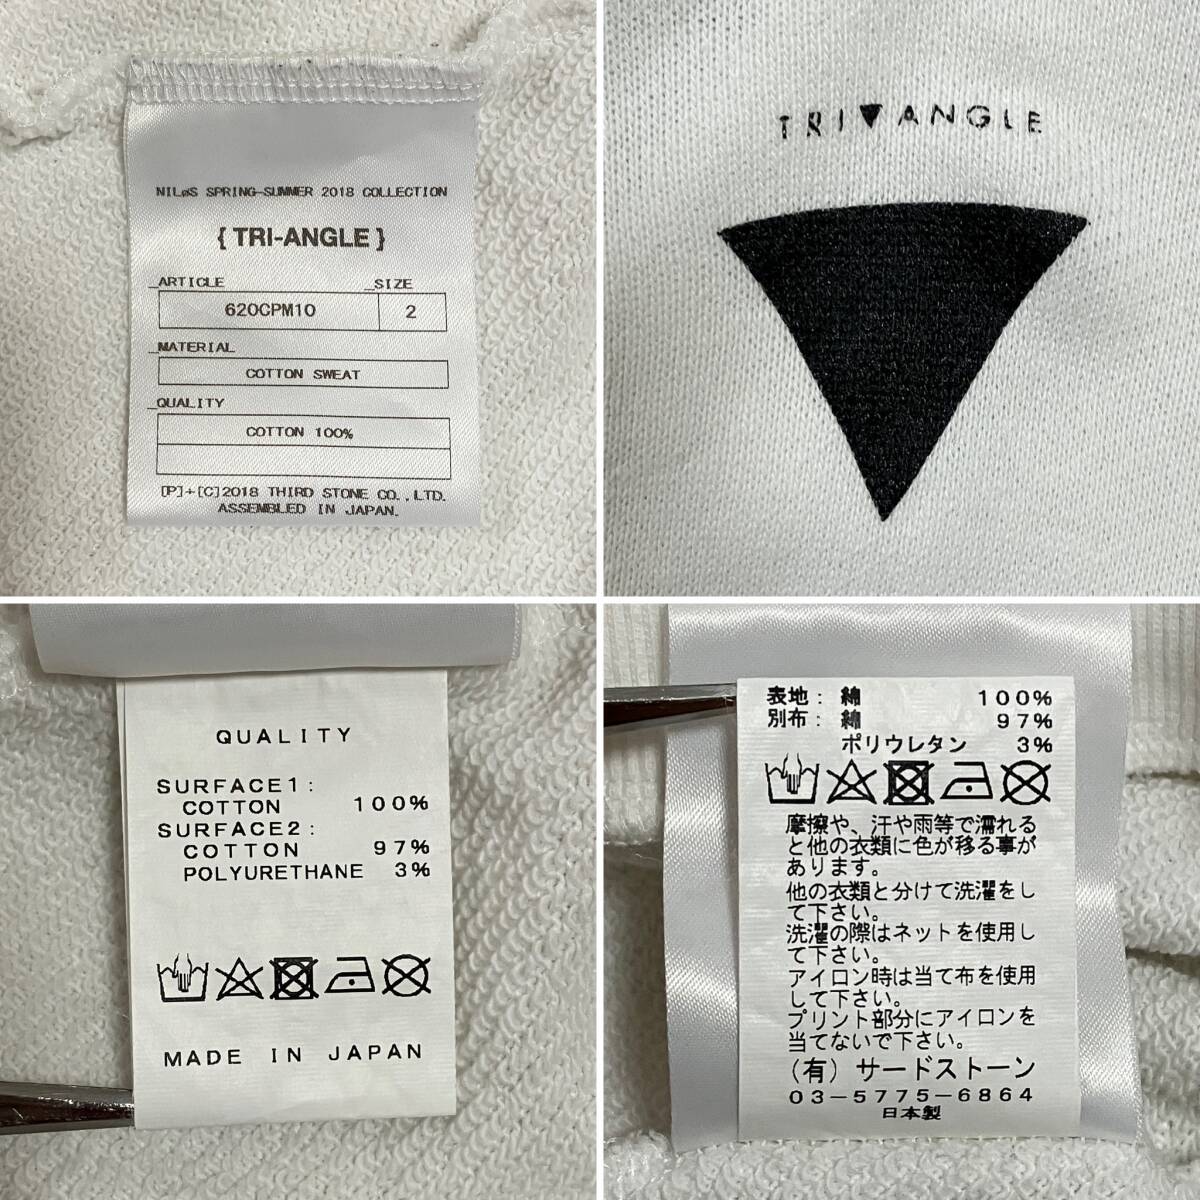 NILøS SPRING-SUMMER 2018 COLLECTION
{ TRI-ANGLE }
_ARTICLE _SIZE
620CPM10 2
_MATERIAL
COTTON SWEAT
_QUALITY
COTTON 100%
[P]+[C]2018 THIRD STONE CO.,LTD.
ASSEMBLED IN JAPAN.
TRI▼ANGLE
QUALITY
SURFACE1:
COTTON 100%
SURFACE2:
COTTON 97%
POLYURETHANE 3%
MADE IN JAPAN
表地: 綿 100%
別布: 綿 97%
ポリウレタン 3%
摩擦や、汗や雨等で濡れる
と他の衣類に色が移る事が
あります。
他の衣類と分けて洗濯をし
て下さい。
洗濯の際はネットを使用し
て下さい。
アイロン時は当て布を使用
して下さい。
プリント部分にアイロンを
当てないで下さい。
(有) サードストーン
03-5775-6864
日本製